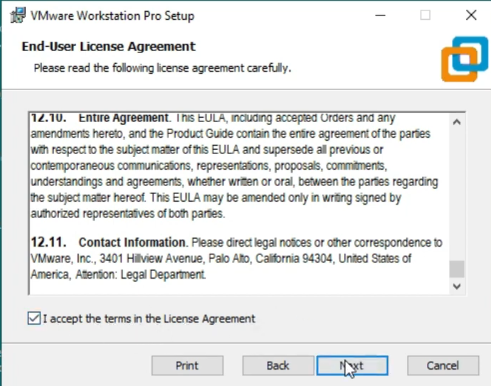 VMware Workstation Pro Setup
End-User License Agreement
Please read the following license agreement carefully.
12.10. Entire Agreement. This EULA, including accepted Orders and any
amendments hereto, and the Product Guide contain the entire agreement of the parties
with respect to the subject matter of this EULA and supersede all previous or
contemporaneous communications, representations, proposals, commitments,
understandings and agreements, whether written or oral, between the parties regarding
the subject matter hereof. This EULA may be amended only in writing signed by
authorized representatives of both parties.
12.11. Contact Information. Please direct legal notices or other correspondence to
VMware, Inc., 3401 Hillview Avenue, Palo Alto, California 94304, United States of
America, Attention: Legal Department.
I accept the terms in the License Agreement
Print Back Next Cancel